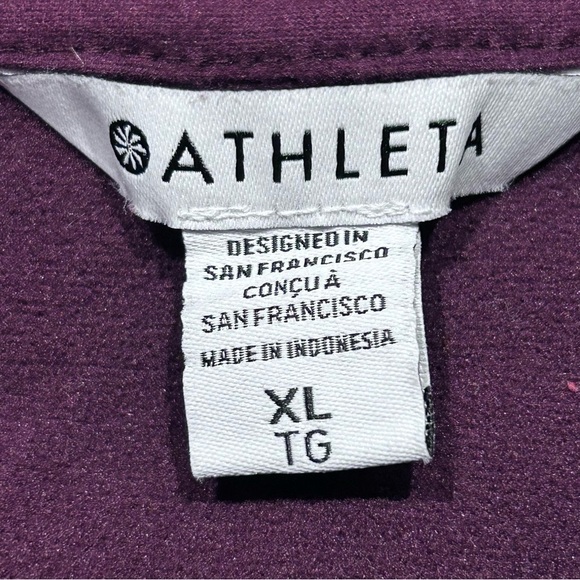 ATHLETA
DESIGNED IN
SAN FRANCISCO
CONÇU À
SAN FRANCISCO
MADE IN INDONESIA
XL
TG